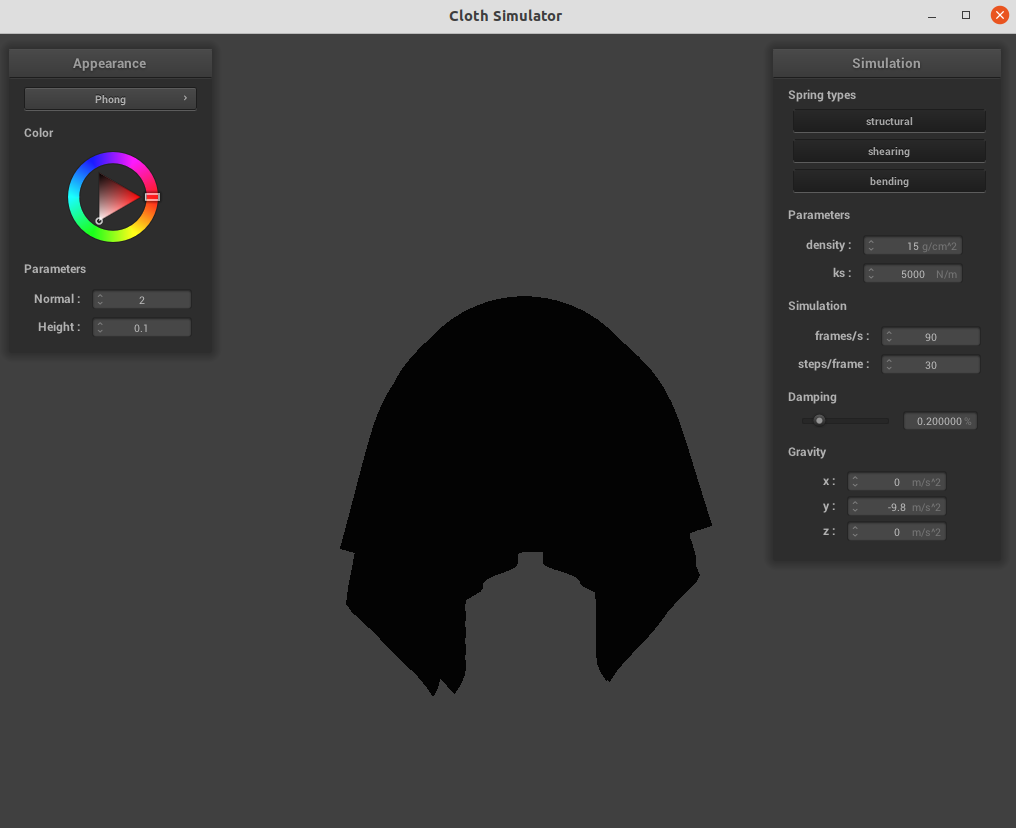 Cloth Simulator
Appearance
Phong
Color
Parameters
Normal : 2
Height : 0.1
Simulation
Spring types
structural
shearing
bending
Parameters
density : 15 g/cm^2
ks : 5000 N/m
Simulation
frames/s : 90
steps/frame : 30
Damping
0.200000 %
Gravity
x : 0 m/s^2
y : -9.8 m/s^2
z : 0 m/s^2